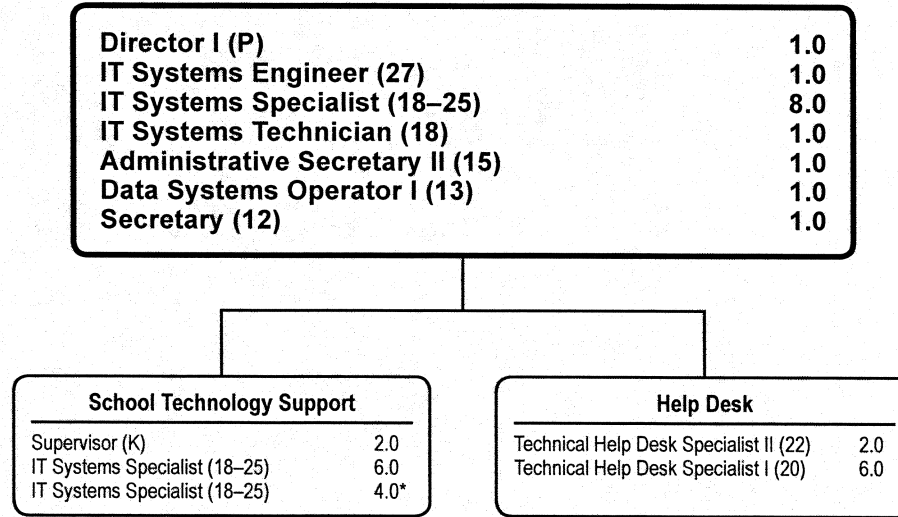 Director I (P) 1.0
IT Systems Engineer (27) 1.0
IT Systems Specialist (18–25) 8.0
IT Systems Technician (18) 1.0
Administrative Secretary II (15) 1.0
Data Systems Operator I (13) 1.0
Secretary (12) 1.0
School Technology Support
Supervisor (K) 2.0
IT Systems Specialist (18–25) 6.0
IT Systems Specialist (18–25) 4.0*
Help Desk
Technical Help Desk Specialist II (22) 2.0
Technical Help Desk Specialist I (20) 6.0